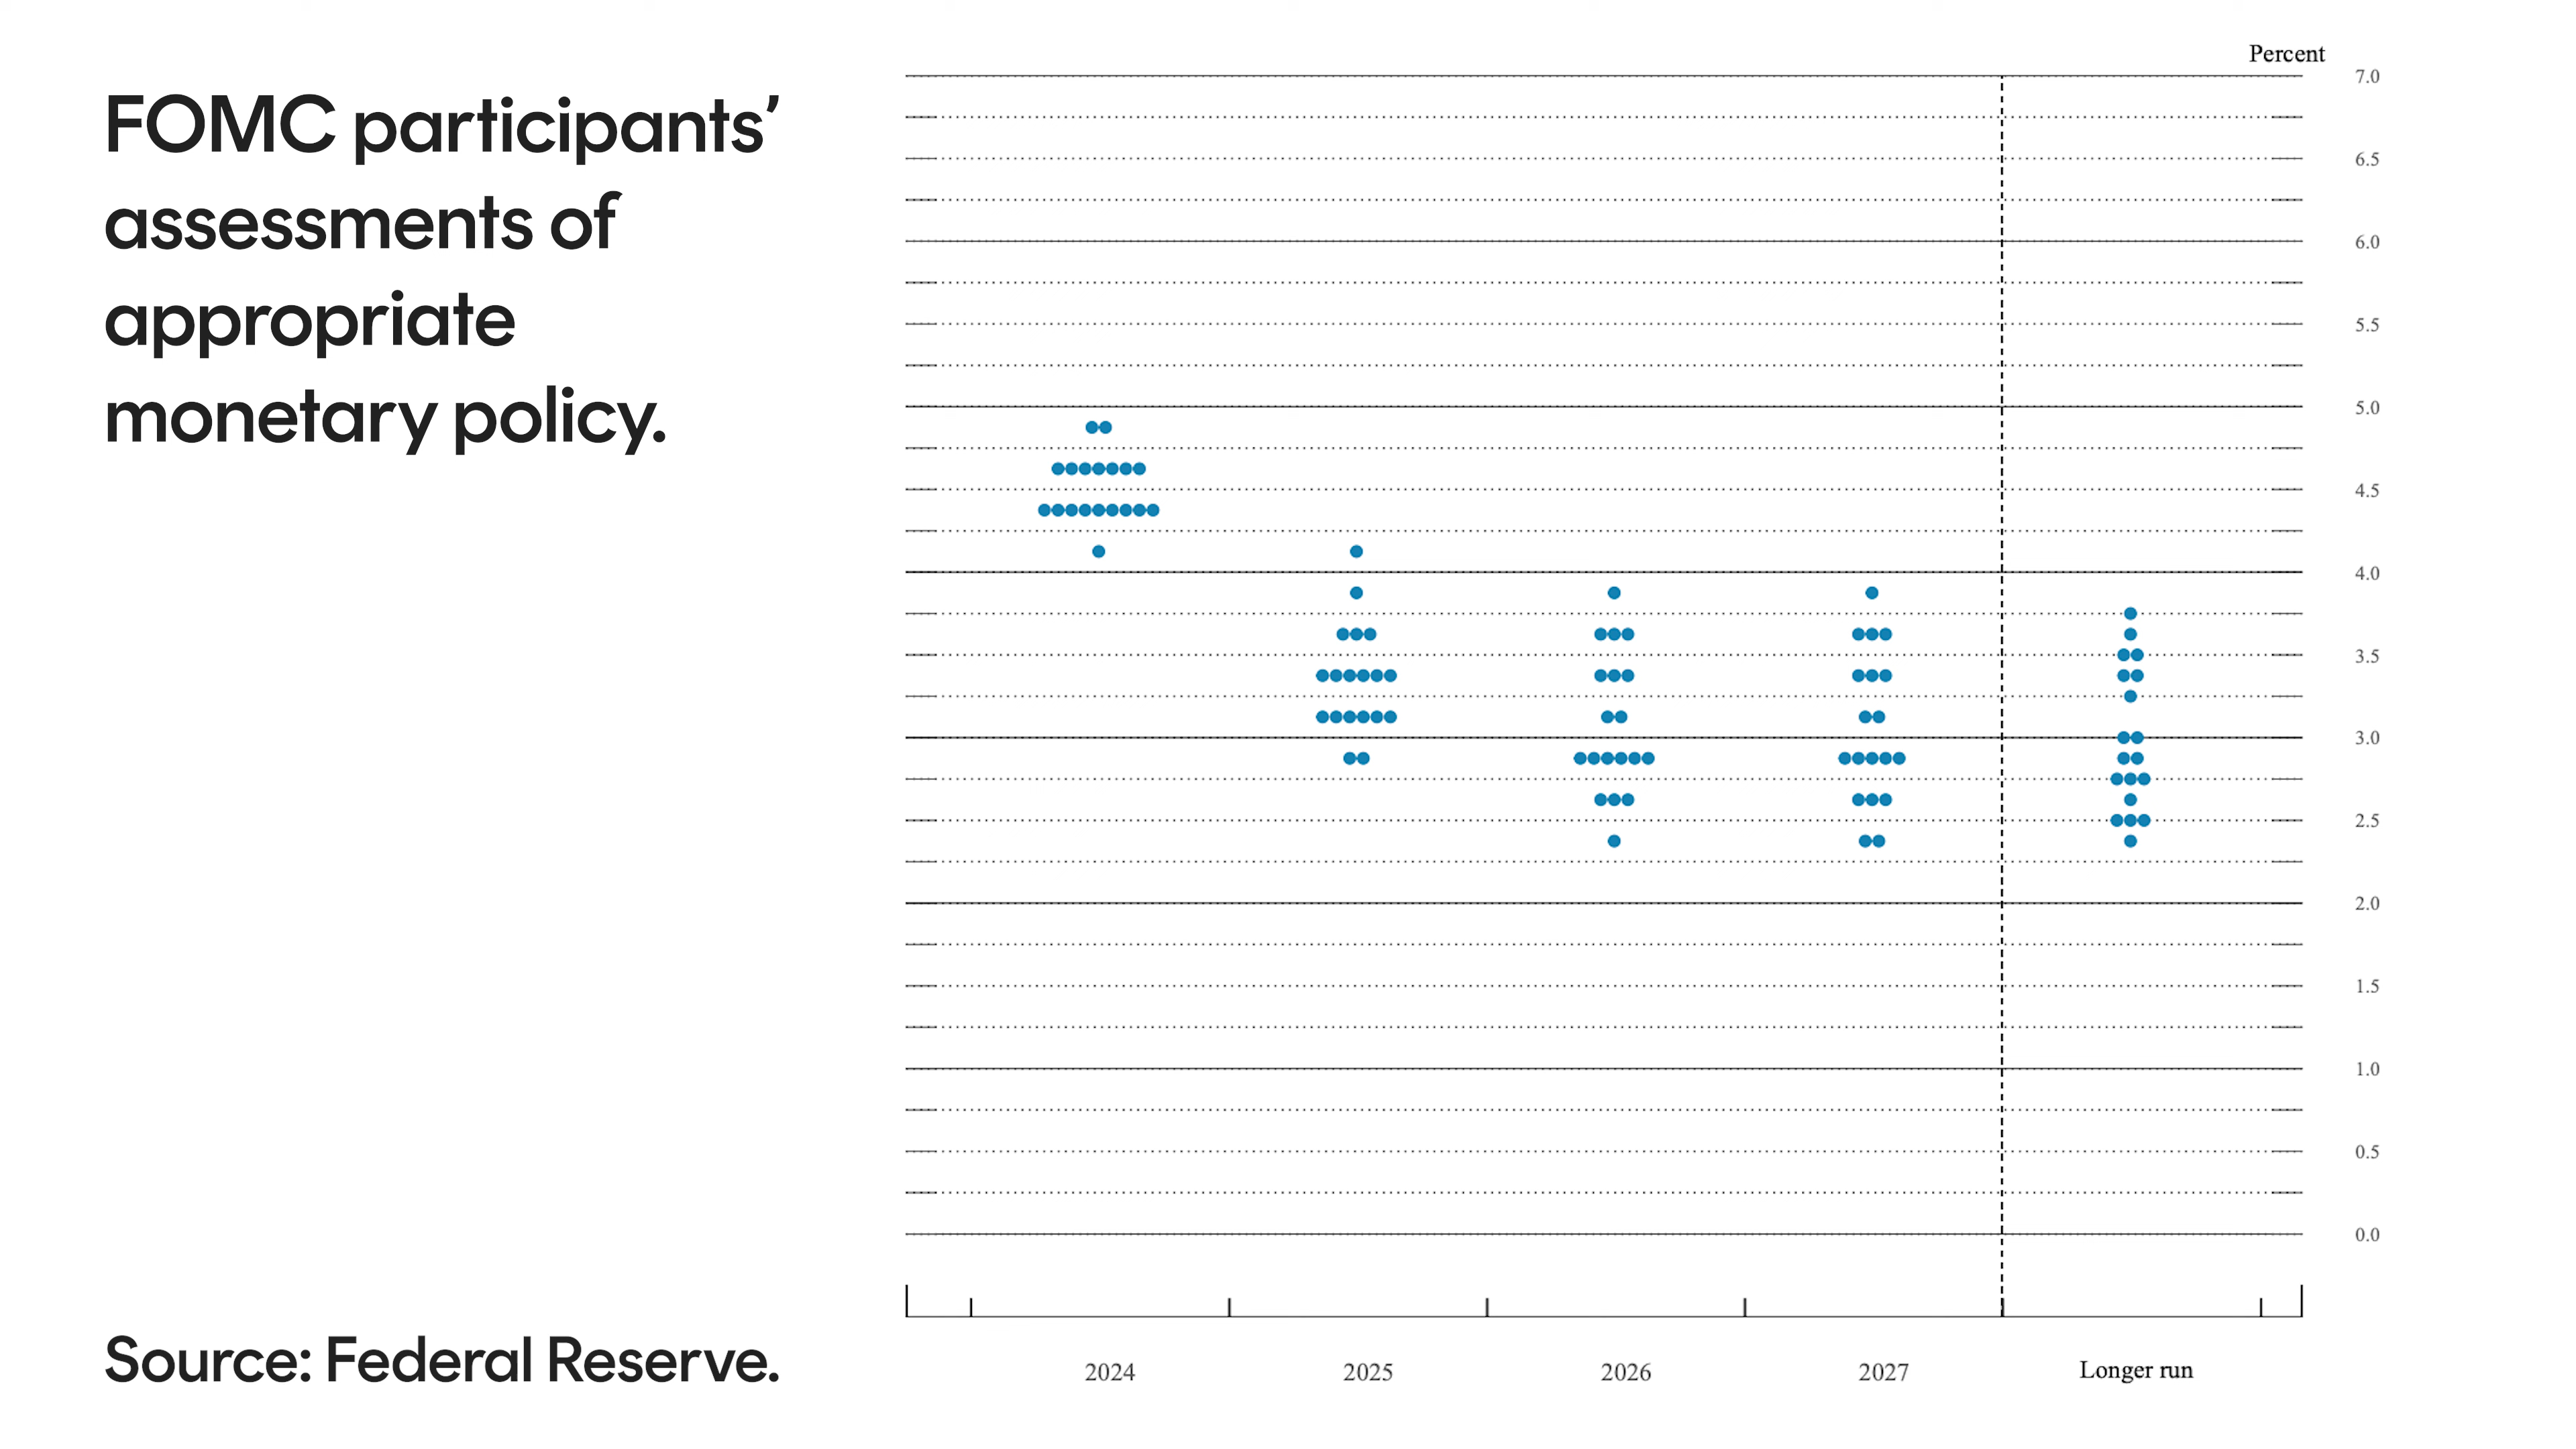 FOMC participants’
assessments of
appropriate
monetary policy.
Source: Federal Reserve.
Percent
7.0
6.5
6.0
5.5
5.0
4.5
4.0
3.5
3.0
2.5
2.0
1.5
1.0
0.5
0.0
2024
2025
2026
2027
Longer run